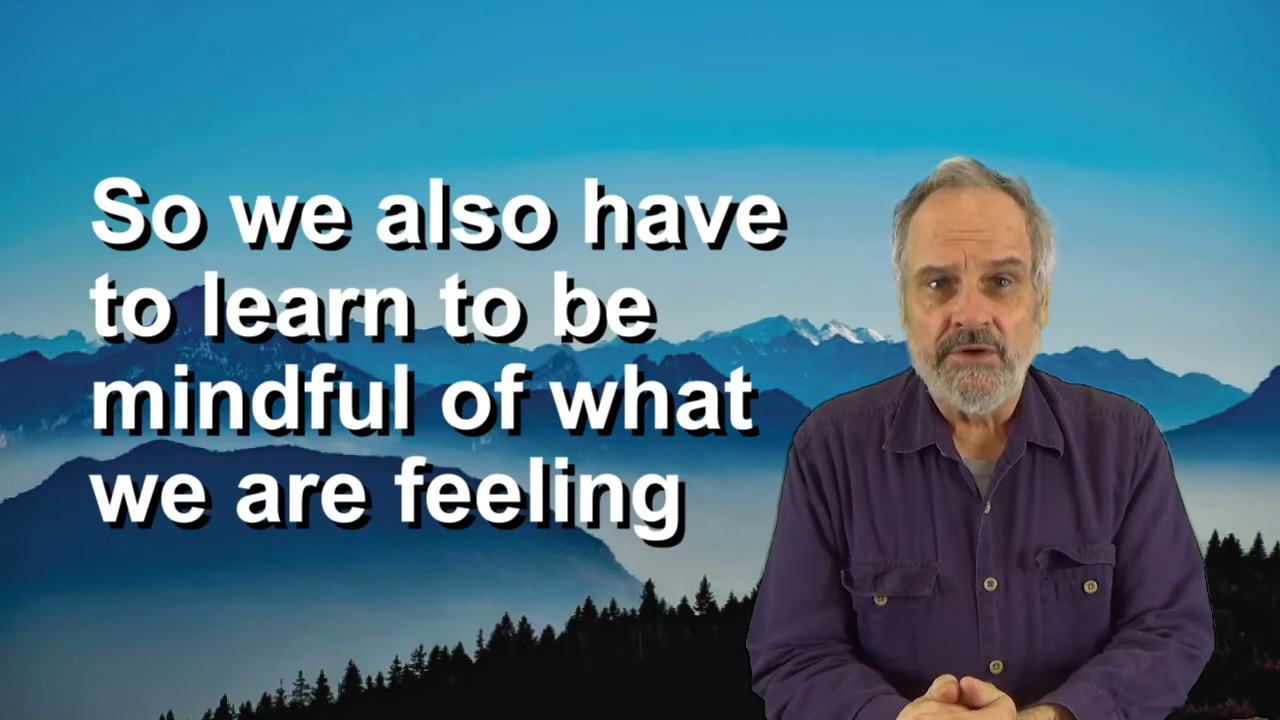 So we also have
to learn to be
mindful of what
we are feeling